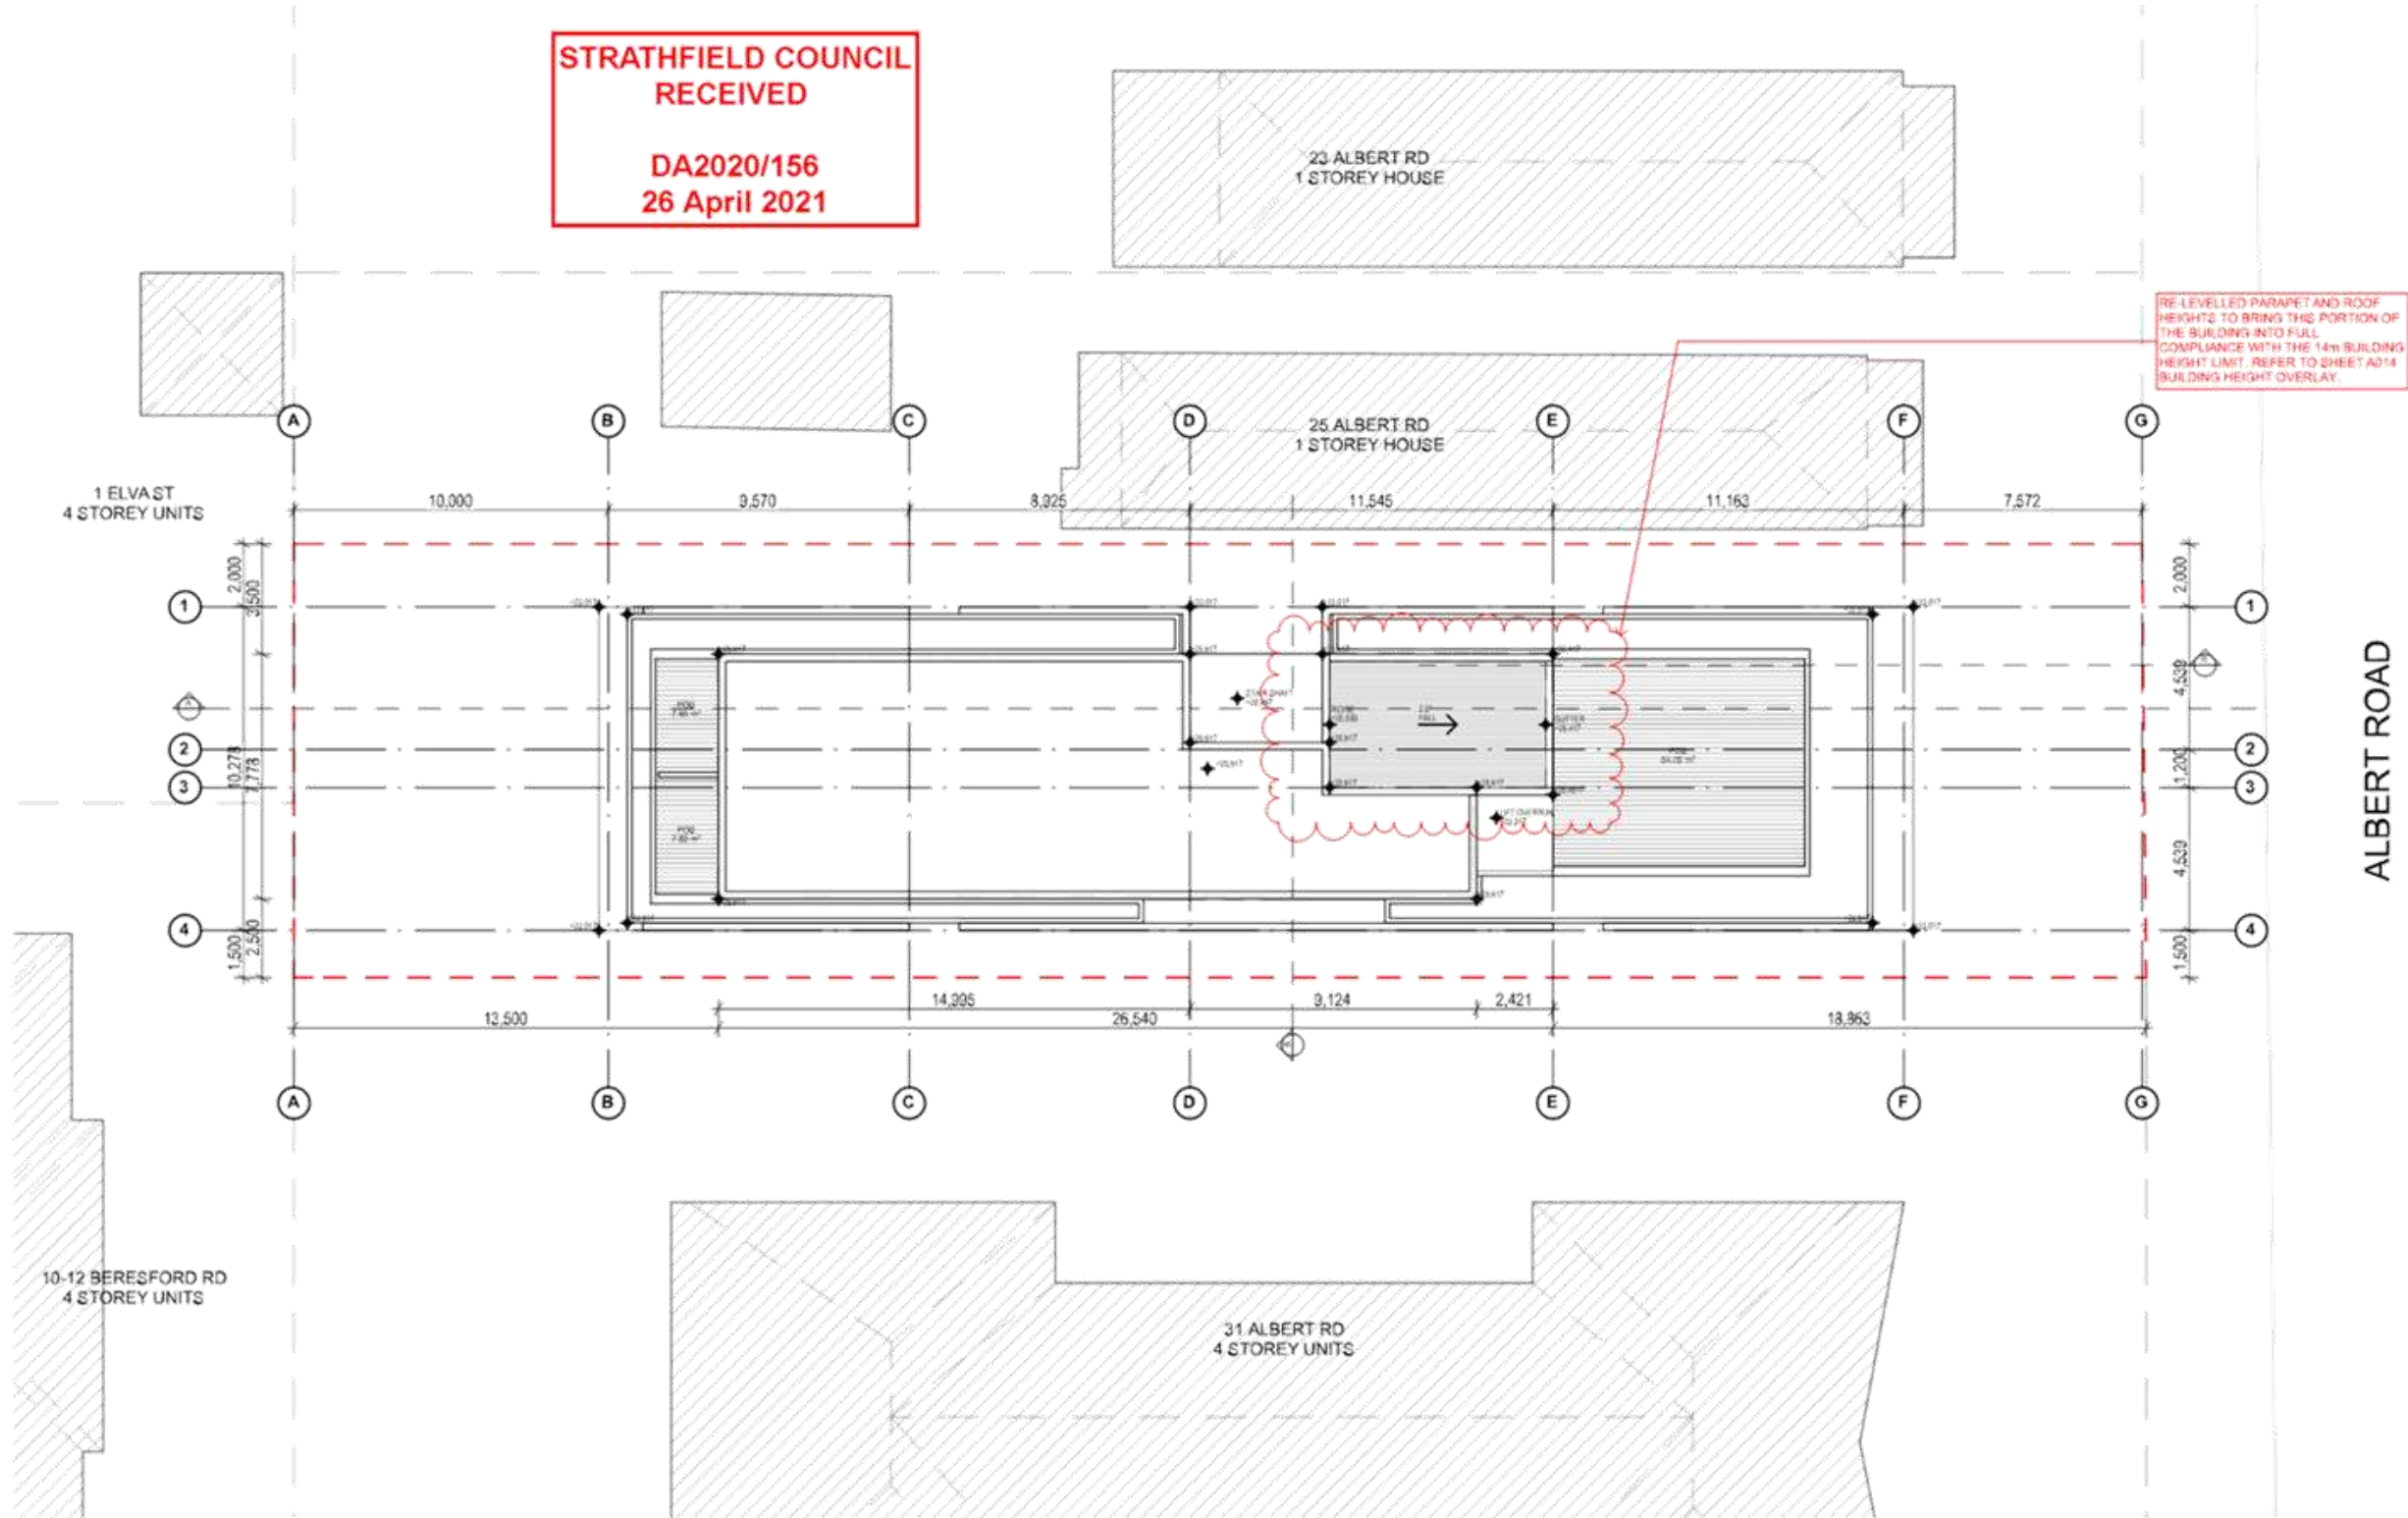 STRATHFIELD COUNCIL
RECEIVED
DA2020/156
26 April 2021
23 ALBERT RD
1 STOREY HOUSE
RE-LEVELLED PARAPET AND ROOF
HEIGHTS TO BRING THIS PORTION OF
THE BUILDING INTO FULL
COMPLIANCE WITH THE 14m BUILDING
HEIGHT LIMIT. REFER TO SHEET A014
BUILDING HEIGHT OVERLAY.
A
B
C
D
E
F
G
25 ALBERT RD
1 STOREY HOUSE
1 ELVA ST
4 STOREY UNITS
10,000
9,570
8,925
11,545
11,163
7,572
2,000
3,500
2,000
1
1
4,539
2
2
10,278
7,778
1,200
3
3
FALL
ALBERT ROAD
4,539
4
4
1,500
2,500
1,500
14,995
9,124
2,421
13,500
26,540
18,863
A
B
C
D
E
F
G
10-12 BERESFORD RD
4 STOREY UNITS
31 ALBERT RD
4 STOREY UNITS